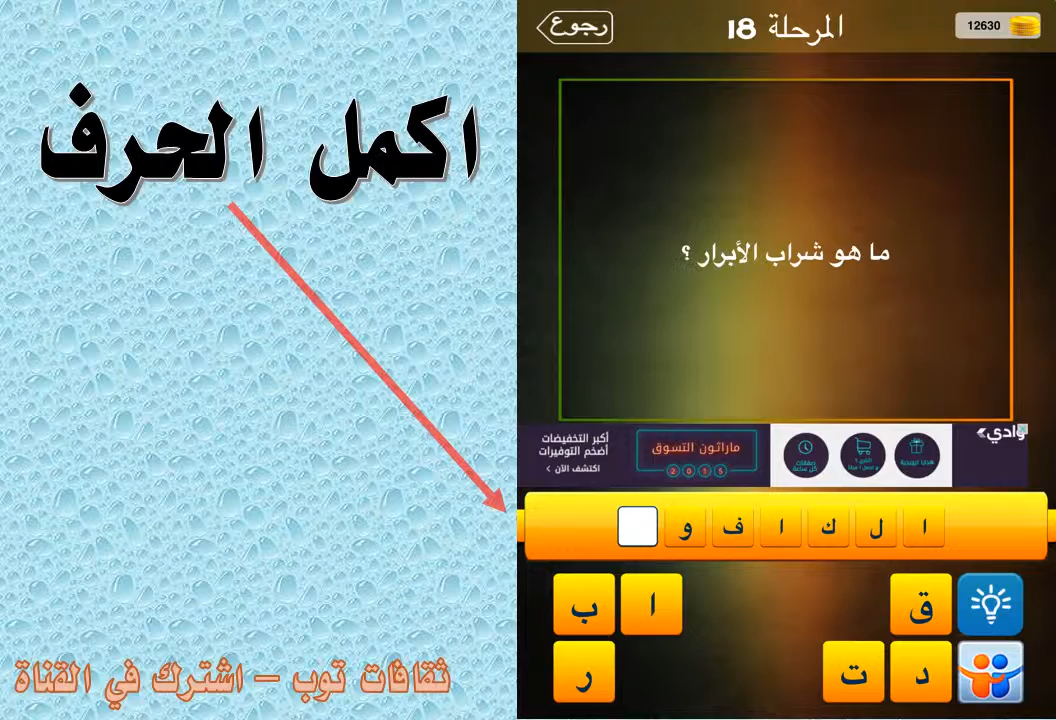 اكمل الحرف
ثقافات توب – اشترك في القناة
رجوع
المرحلة 18
12630
ما هو شراب الأبرار ؟
أكبر التخفيضات
أضخم التوفيرات
اكتشف الآن >
ماراثون التسوق
2015
وادي
ا ل ك ا ف و
ب ا ق
ر ت د